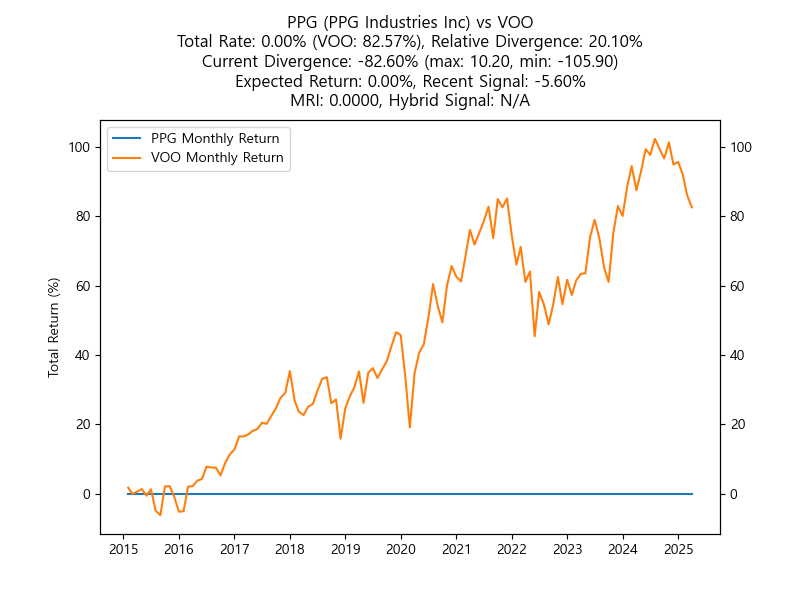 PPG (PPG Industries Inc) vs VOO
Total Rate: 0.00% (VOO: 82.57%), Relative Divergence: 20.10%
Current Divergence: -82.60% (max: 10.20, min: -105.90)
Expected Return: 0.00%, Recent Signal: -5.60%
MRI: 0.0000, Hybrid Signal: N/A
PPG Monthly Return
VOO Monthly Return
Total Return (%)
100
80
60
40
20
0
100
80
60
40
20
0
2015 2016 2017 2018 2019 2020 2021 2022 2023 2024 2025